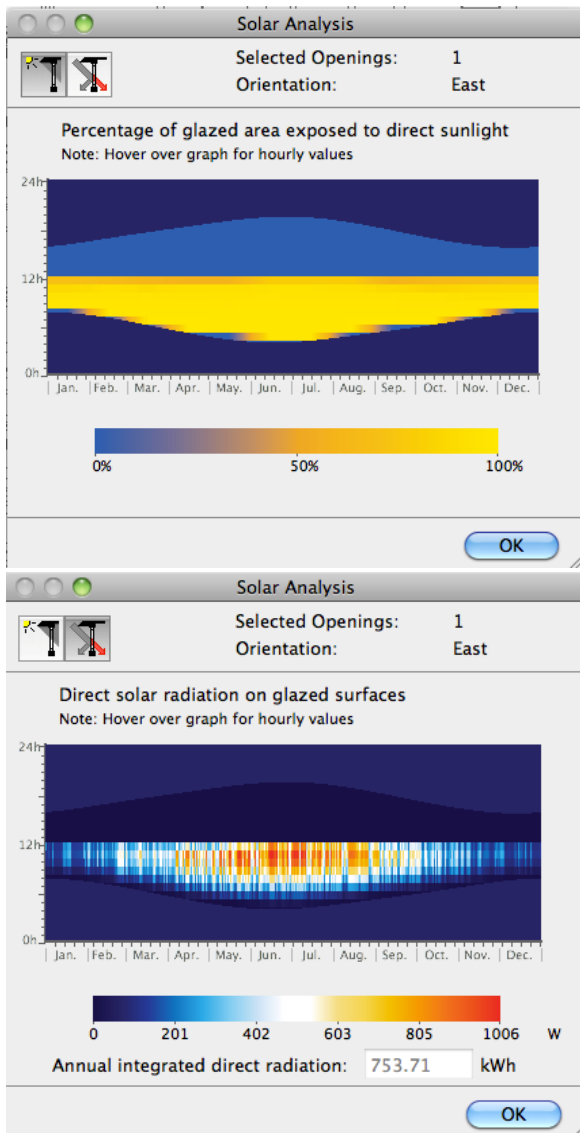 Solar Analysis
Selected Openings: 1
Orientation: East
Percentage of glazed area exposed to direct sunlight
Note: Hover over graph for hourly values
24h
12h
0h
Jan. Feb. Mar. Apr. May. Jun. Jul. Aug. Sep. Oct. Nov. Dec.
0% 50% 100%
OK
Solar Analysis
Selected Openings: 1
Orientation: East
Direct solar radiation on glazed surfaces
Note: Hover over graph for hourly values
24h
12h
0h
Jan. Feb. Mar. Apr. May. Jun. Jul. Aug. Sep. Oct. Nov. Dec.
0 201 402 603 805 1006 W
Annual integrated direct radiation: 753.71 kWh
OK